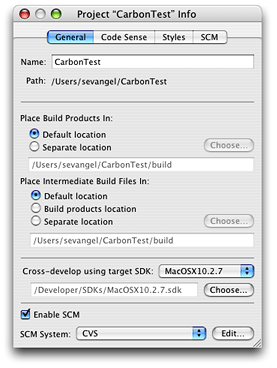 Project “CarbonTest” Info
General Code Sense Styles SCM
Name: CarbonTest
Path: /Users/sevangel/CarbonTest
Place Build Products In:
Default location
Separate location Choose...
/Users/sevangel/CarbonTest/build
Place Intermediate Build Files In:
Default location
Build products location
Separate location Choose...
/Users/sevangel/CarbonTest/build
Cross-develop using target SDK: MacOSX10.2.7
/Developer/SDKs/MacOSX10.2.7.sdk Choose...
Enable SCM
SCM System: CVS Edit...